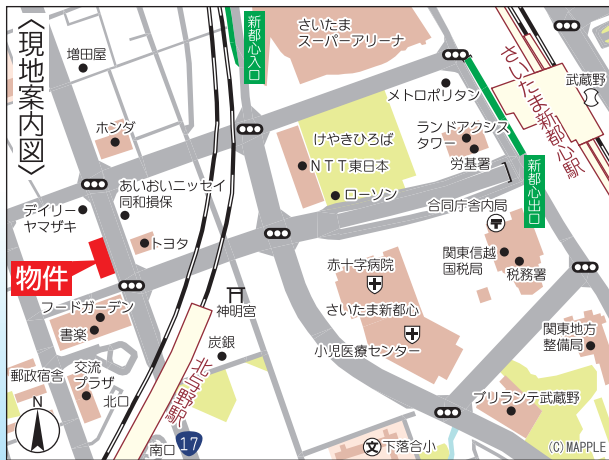 〈現地案内図〉
増田屋
新都心入口
さいたま
スーパーアリーナ
さいたま新都心駅
武蔵野
メトロポリタン
ホンダ
けやきひろば
ランドアクシス
タワー
労基署
NTT東日本
新都心出口
あいおいニッセイ
同和損保
デイリー
ヤマザキ
ローソン
合同庁舎内局
トヨタ
物件
関東信越
国税局
税務署
赤十字病院
フードガーデン
書楽
神明宮
さいたま新都心
小児医療センター
関東地方
整備局
炭銀
北与野駅
郵政宿舎
交流
プラザ
北口
N
南口
17
ブリランテ武蔵野
下落合小
文
(C)MAPPLE